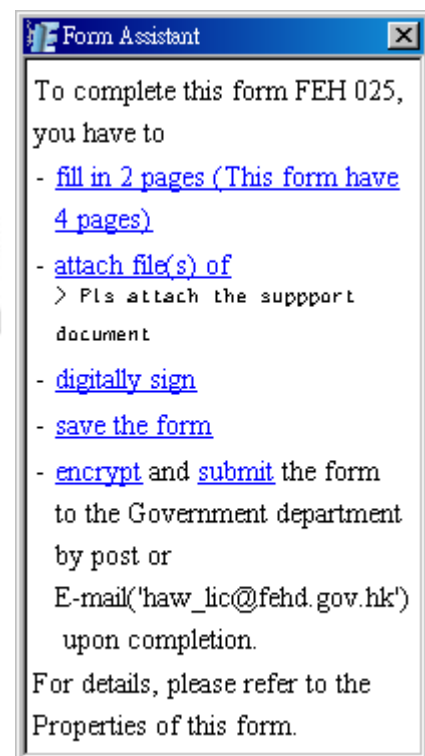 Form Assistant
To complete this form FEH 025,
you have to
- fill in 2 pages (This form have
4 pages)
- attach file(s) of
> Pls attach the suppport
document
- digitally sign
- save the form
- encrypt and submit the form
to the Government department
by post or
E-mail('haw_lic@fehd.gov.hk')
upon completion.
For details, please refer to the
Properties of this form.